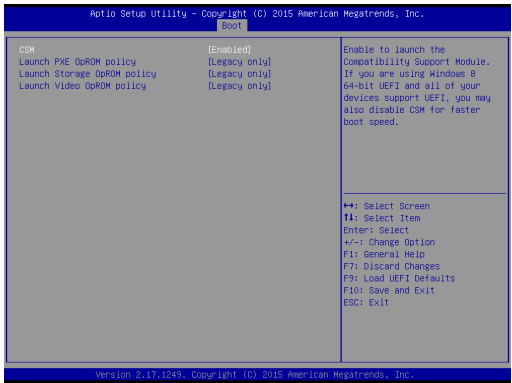 Aptio Setup Utility – Copyright (C) 2015 American Megatrends, Inc.
Boot
CSM [Enabled]
Launch PXE OpROM policy [Legacy only]
Launch Storage OpROM policy [Legacy only]
Launch Video OpROM policy [Legacy only]
Enable to launch the
Compatibility Support Module.
If you are using Windows 8
64-bit UEFI and all of your
devices support UEFI, you may
also disable CSM for faster
boot speed.
↔: Select Screen
↑↓: Select Item
Enter: Select
+/-: Change Option
F1: General Help
F7: Discard Changes
F9: Load UEFI Defaults
F10: Save and Exit
ESC: Exit
Version 2.17.1249. Copyright (C) 2015 American Megatrends, Inc.